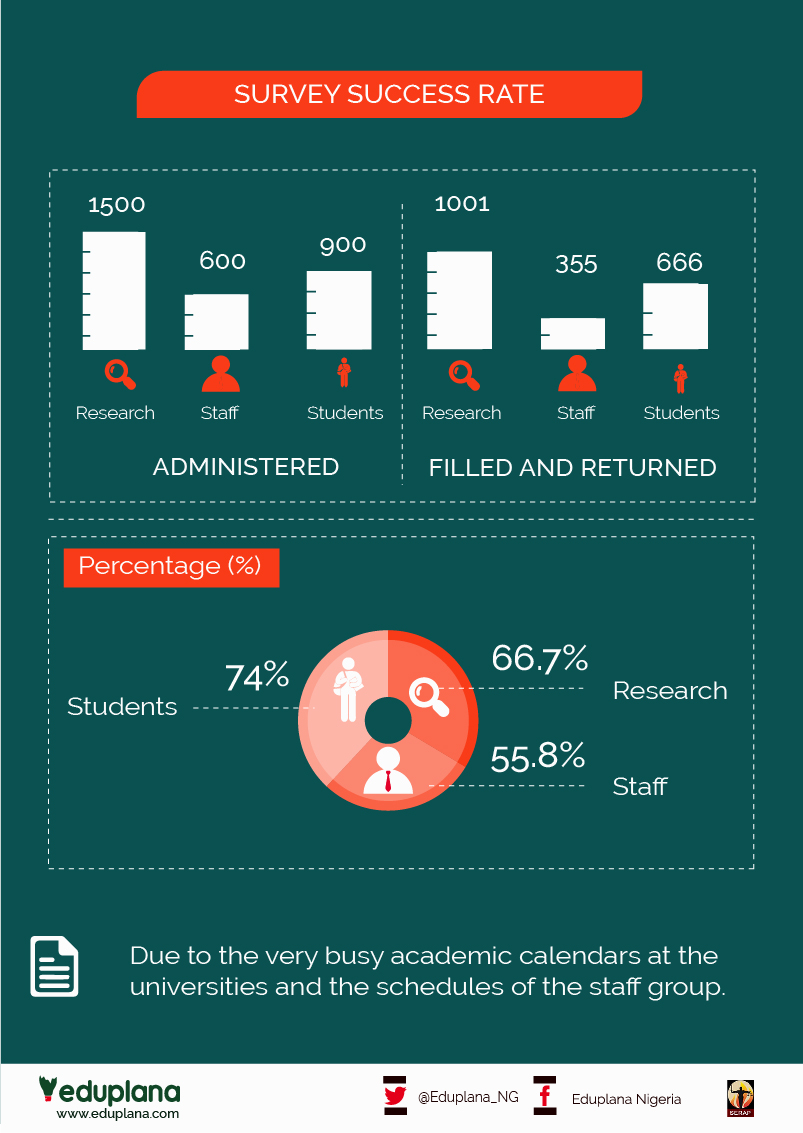 SURVEY SUCCESS RATE
1500
600
900
Research
Staff
Students
ADMINISTERED
1001
355
666
Research
Staff
Students
FILLED AND RETURNED
Percentage (%)
74%
Students
66.7%
Research
55.8%
Staff
Due to the very busy academic calendars at the
universities and the schedules of the staff group.
eduplana
www.eduplana.com
@Eduplana_NG
Eduplana Nigeria
SERAP